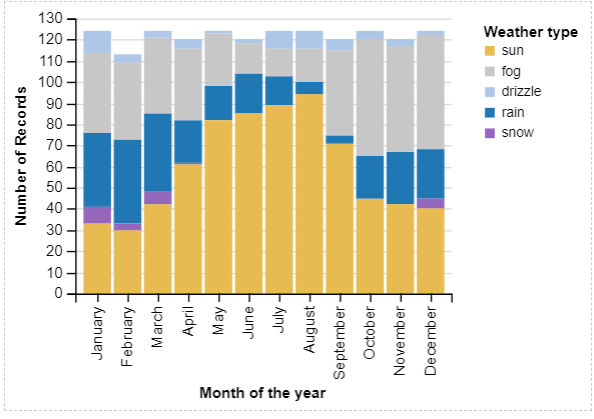 130
120
110
100
90
80
70
60
50
40
30
20
10
0
Number of Records
January
February
March
April
May
June
July
August
September
October
November
December
Month of the year
Weather type
sun
fog
drizzle
rain
snow